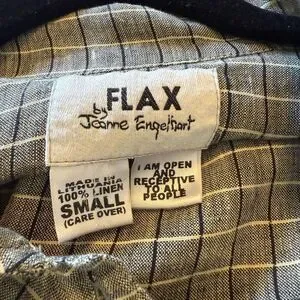 FLAX
by
Jeanne Engelhart
MADE IN
LITHUANIA
100% LINEN
SMALL
(CARE OVER)
I AM OPEN
AND
RECEPTIVE
TO ALL
PEOPLE